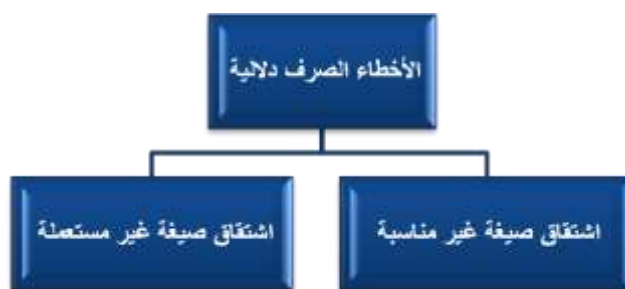 الأخطاء الصرف دلالية
اشتقاق صيغة غير مناسبة
اشتقاق صيغة غير مستعملة